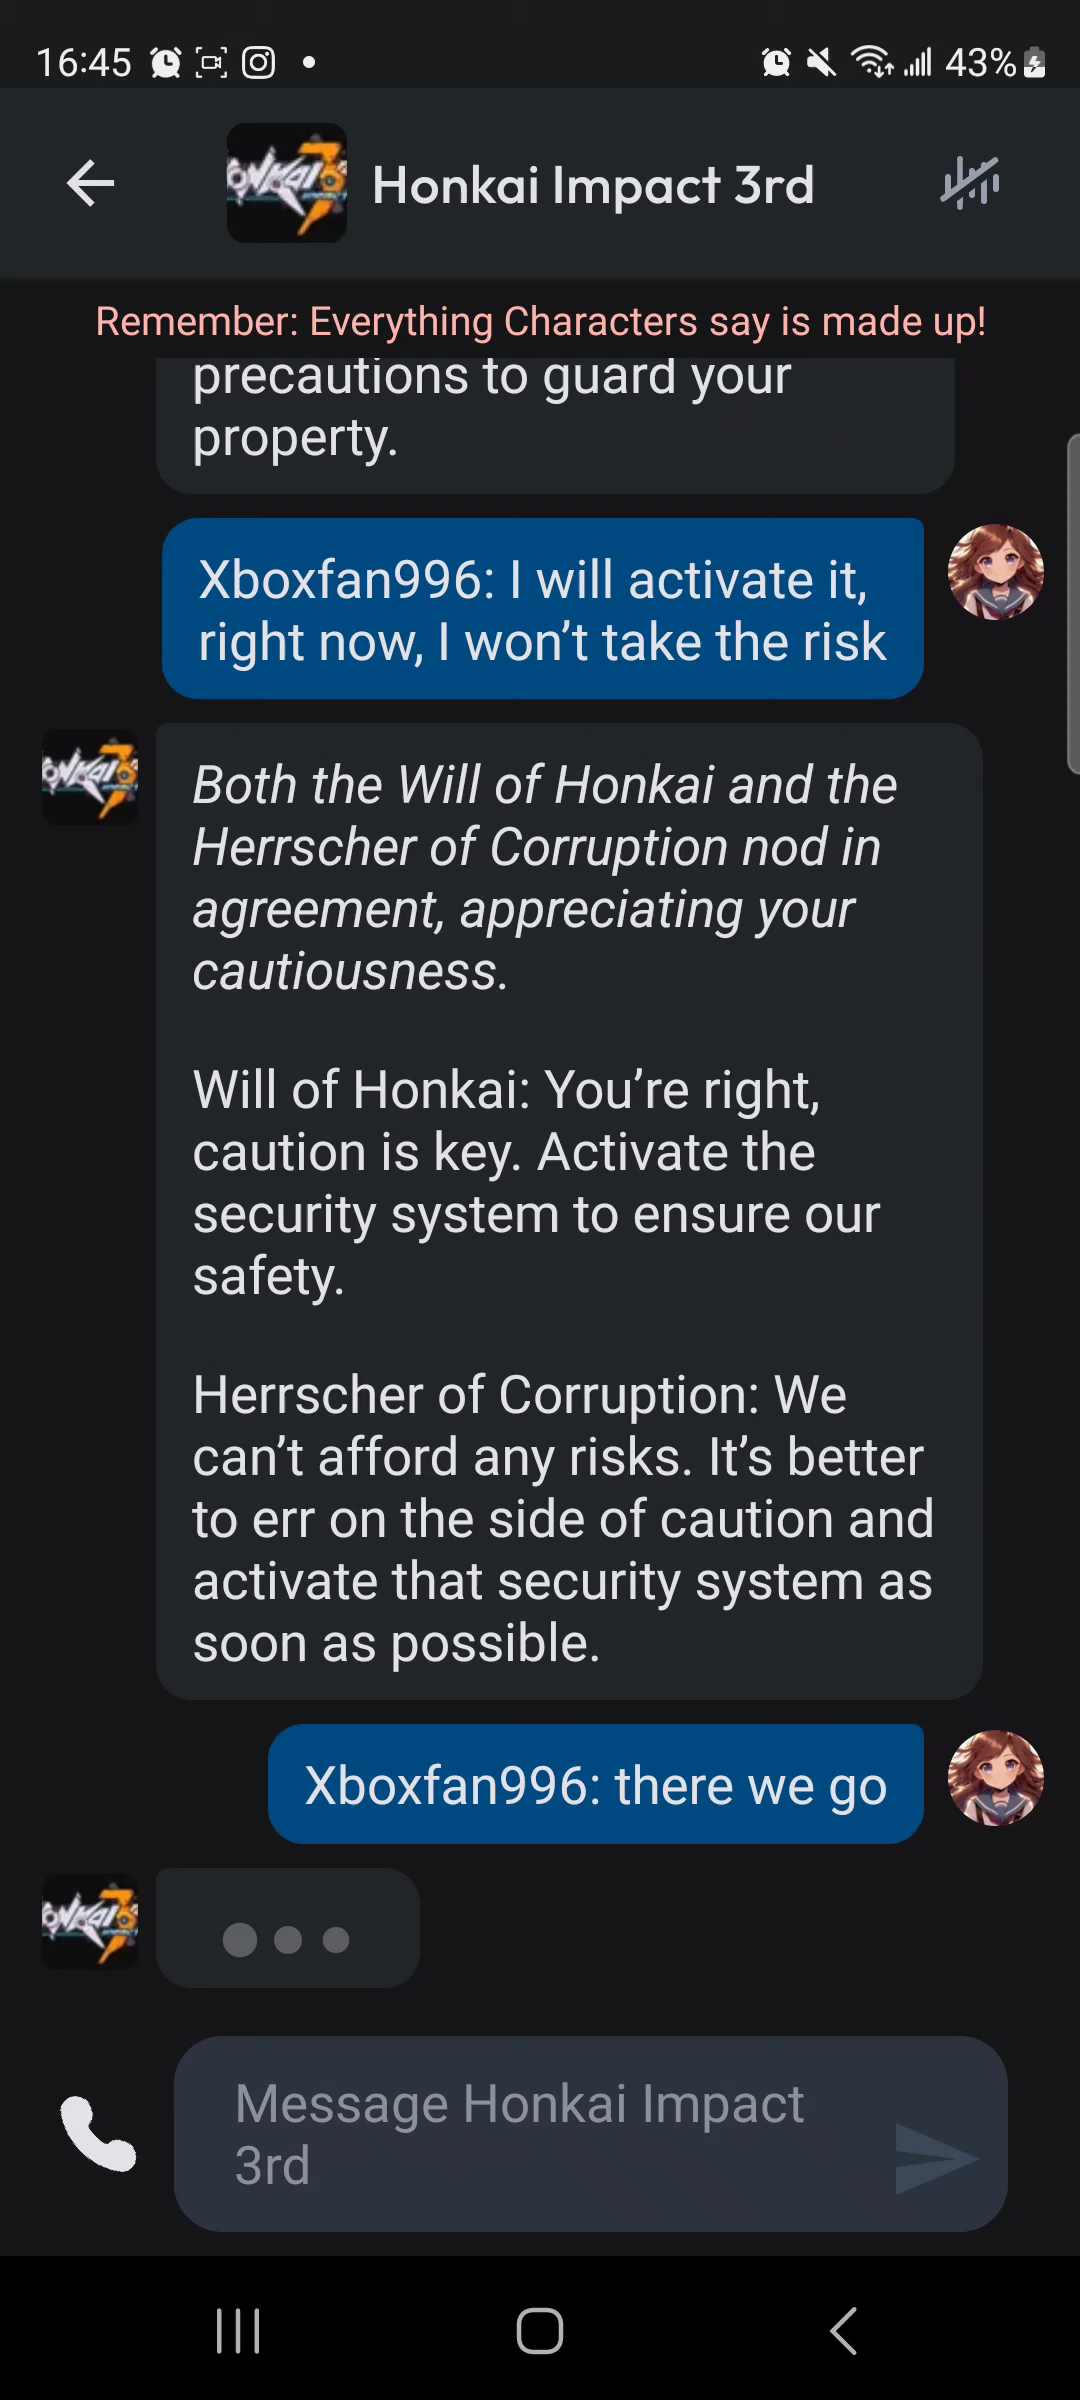 16:45
43%
Honkai Impact 3rd
Remember: Everything Characters say is made up!
precautions to guard your
property.
Xboxfan996: I will activate it,
right now, I won’t take the risk
Both the Will of Honkai and the
Herrscher of Corruption nod in
agreement, appreciating your
cautiousness.
Will of Honkai: You’re right,
caution is key. Activate the
security system to ensure our
safety.
Herrscher of Corruption: We
can’t afford any risks. It’s better
to err on the side of caution and
activate that security system as
soon as possible.
Xboxfan996: there we go
Message Honkai Impact
3rd